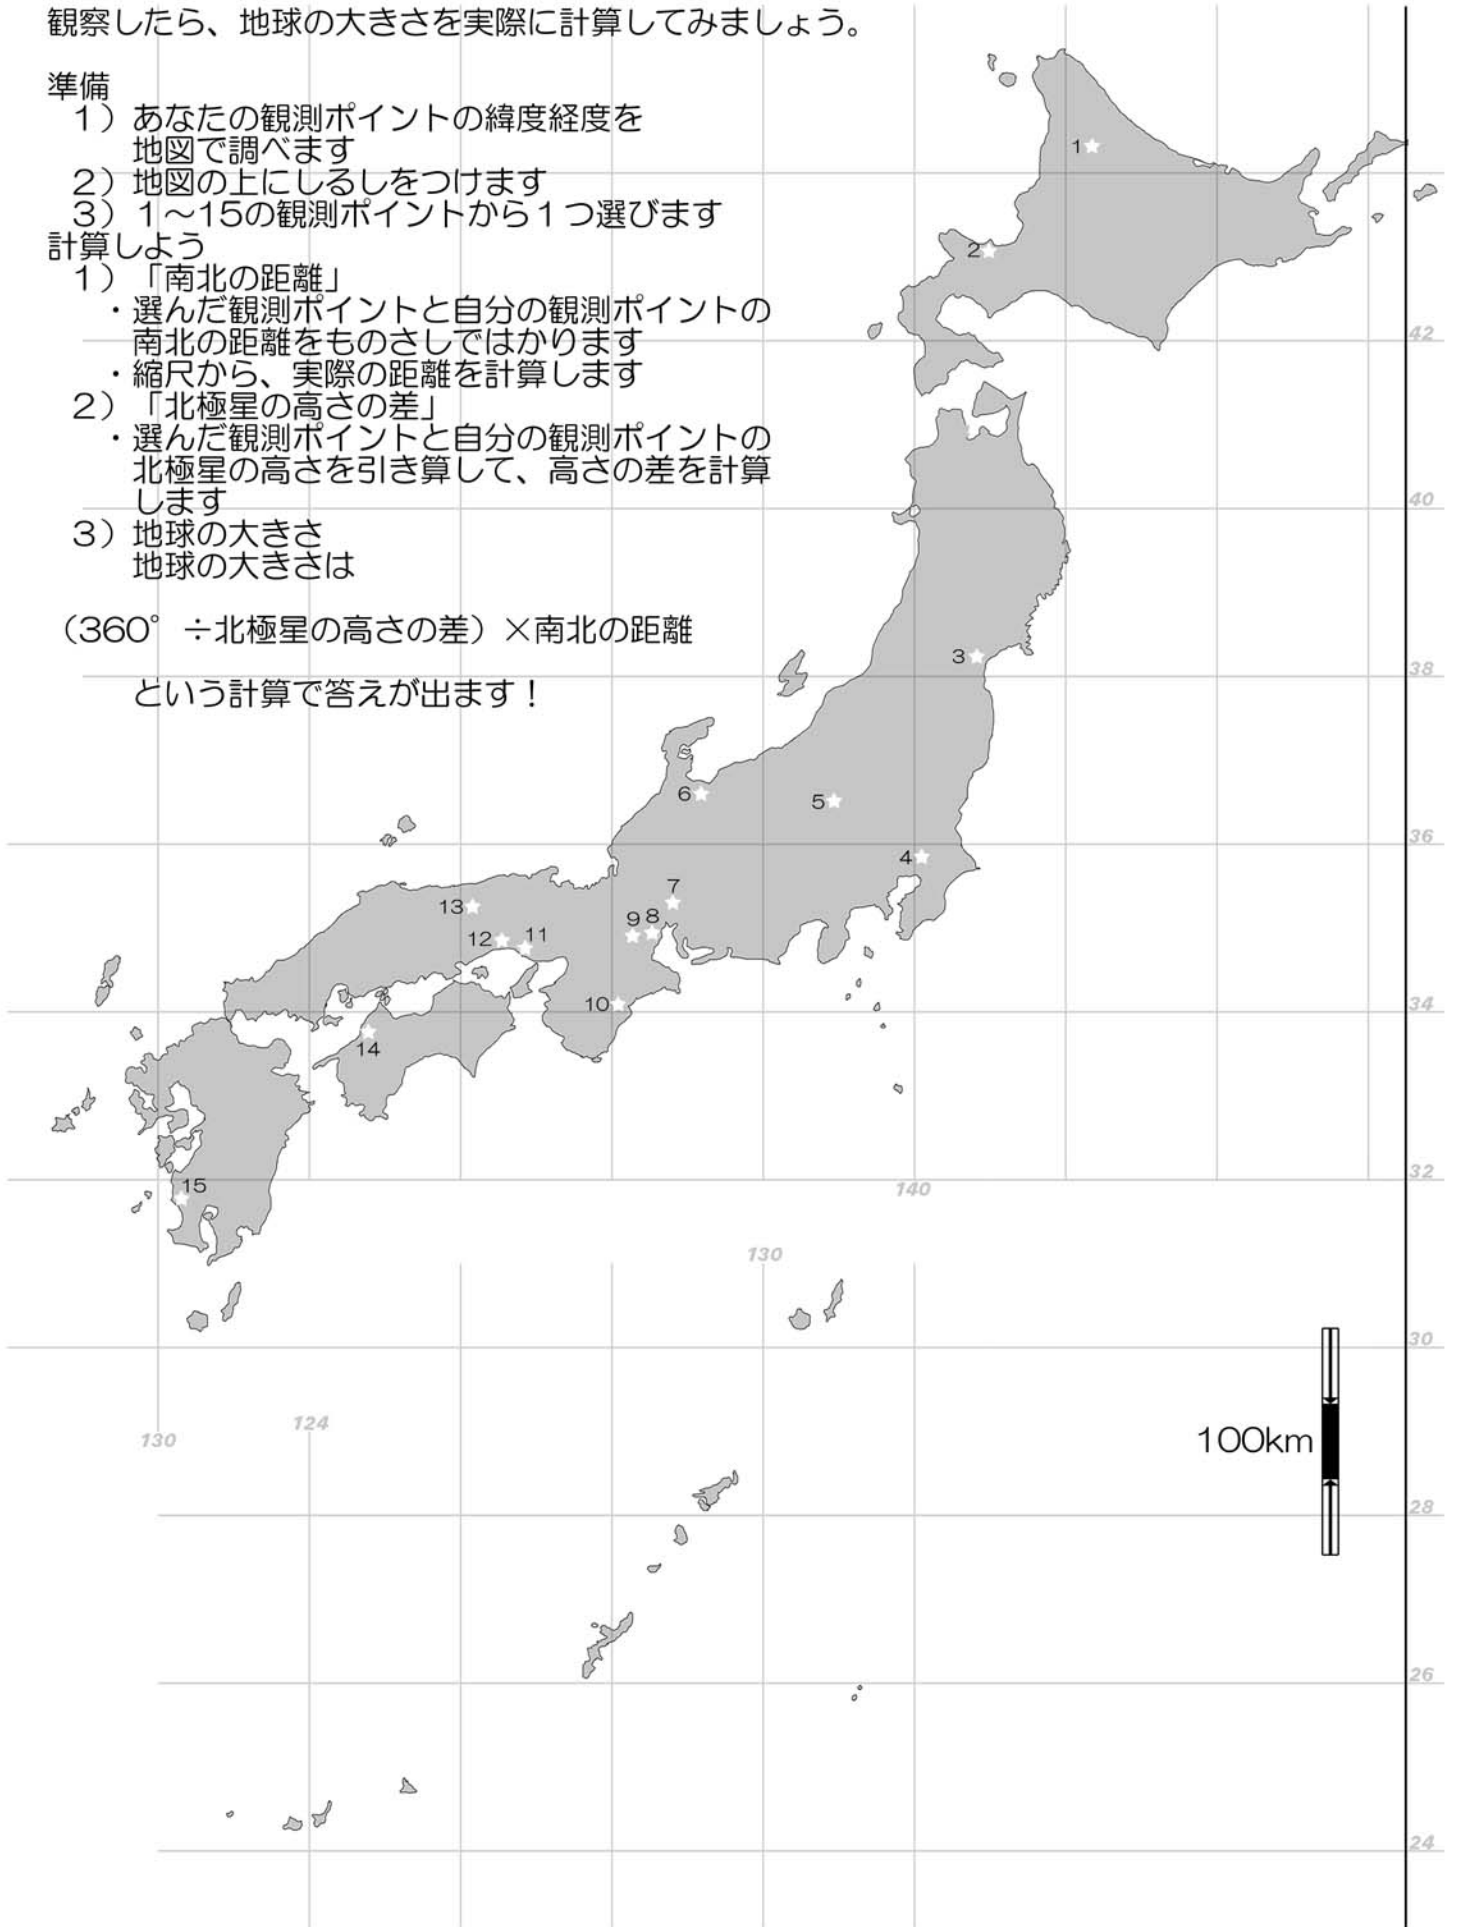 観察したら、地球の大きさを実際に計算してみましょう。
準備
1）あなたの観測ポイントの緯度経度を
地図で調べます
2）地図の上にしるしをつけます
3）1～15の観測ポイントから1つ選びます
計算しよう
1）「南北の距離」
・選んだ観測ポイントと自分の観測ポイントの
南北の距離をものさしではかります
・縮尺から、実際の距離を計算します
2）「北極星の高さの差」
・選んだ観測ポイントと自分の観測ポイントの
北極星の高さを引き算して、高さの差を計算
します
3）地球の大きさ
地球の大きさは
（360°÷北極星の高さの差）×南北の距離
という計算で答えが出ます！
1
2
42
40
3
38
6
5
36
4
7
13
9
8
12
11
10
34
14
32
15
140
130
30
124
130
100km
28
26
24